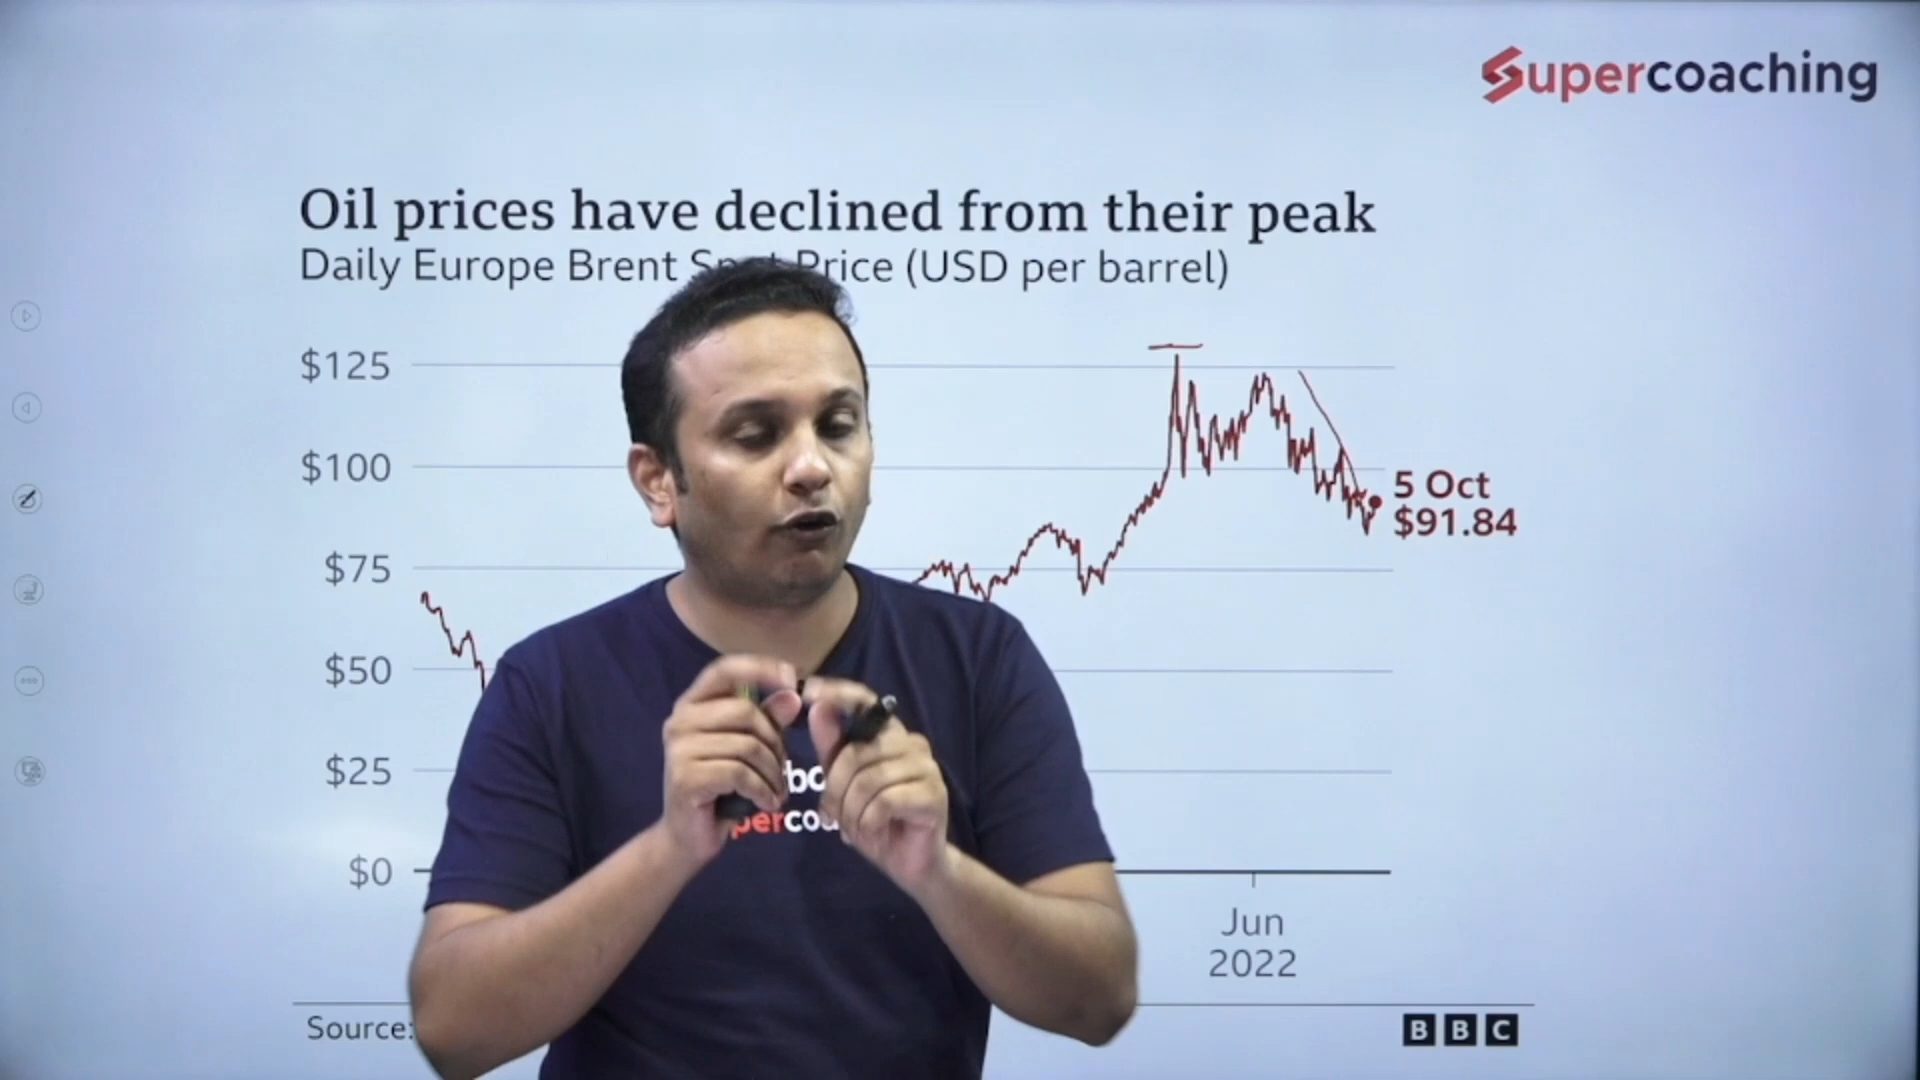 Supercoaching
Oil prices have declined from their peak
Daily Europe Brent Spot Price (USD per barrel)
$125
$100
5 Oct
$91.84
$75
$50
$25
$0
Jun
2022
Source:
BBC